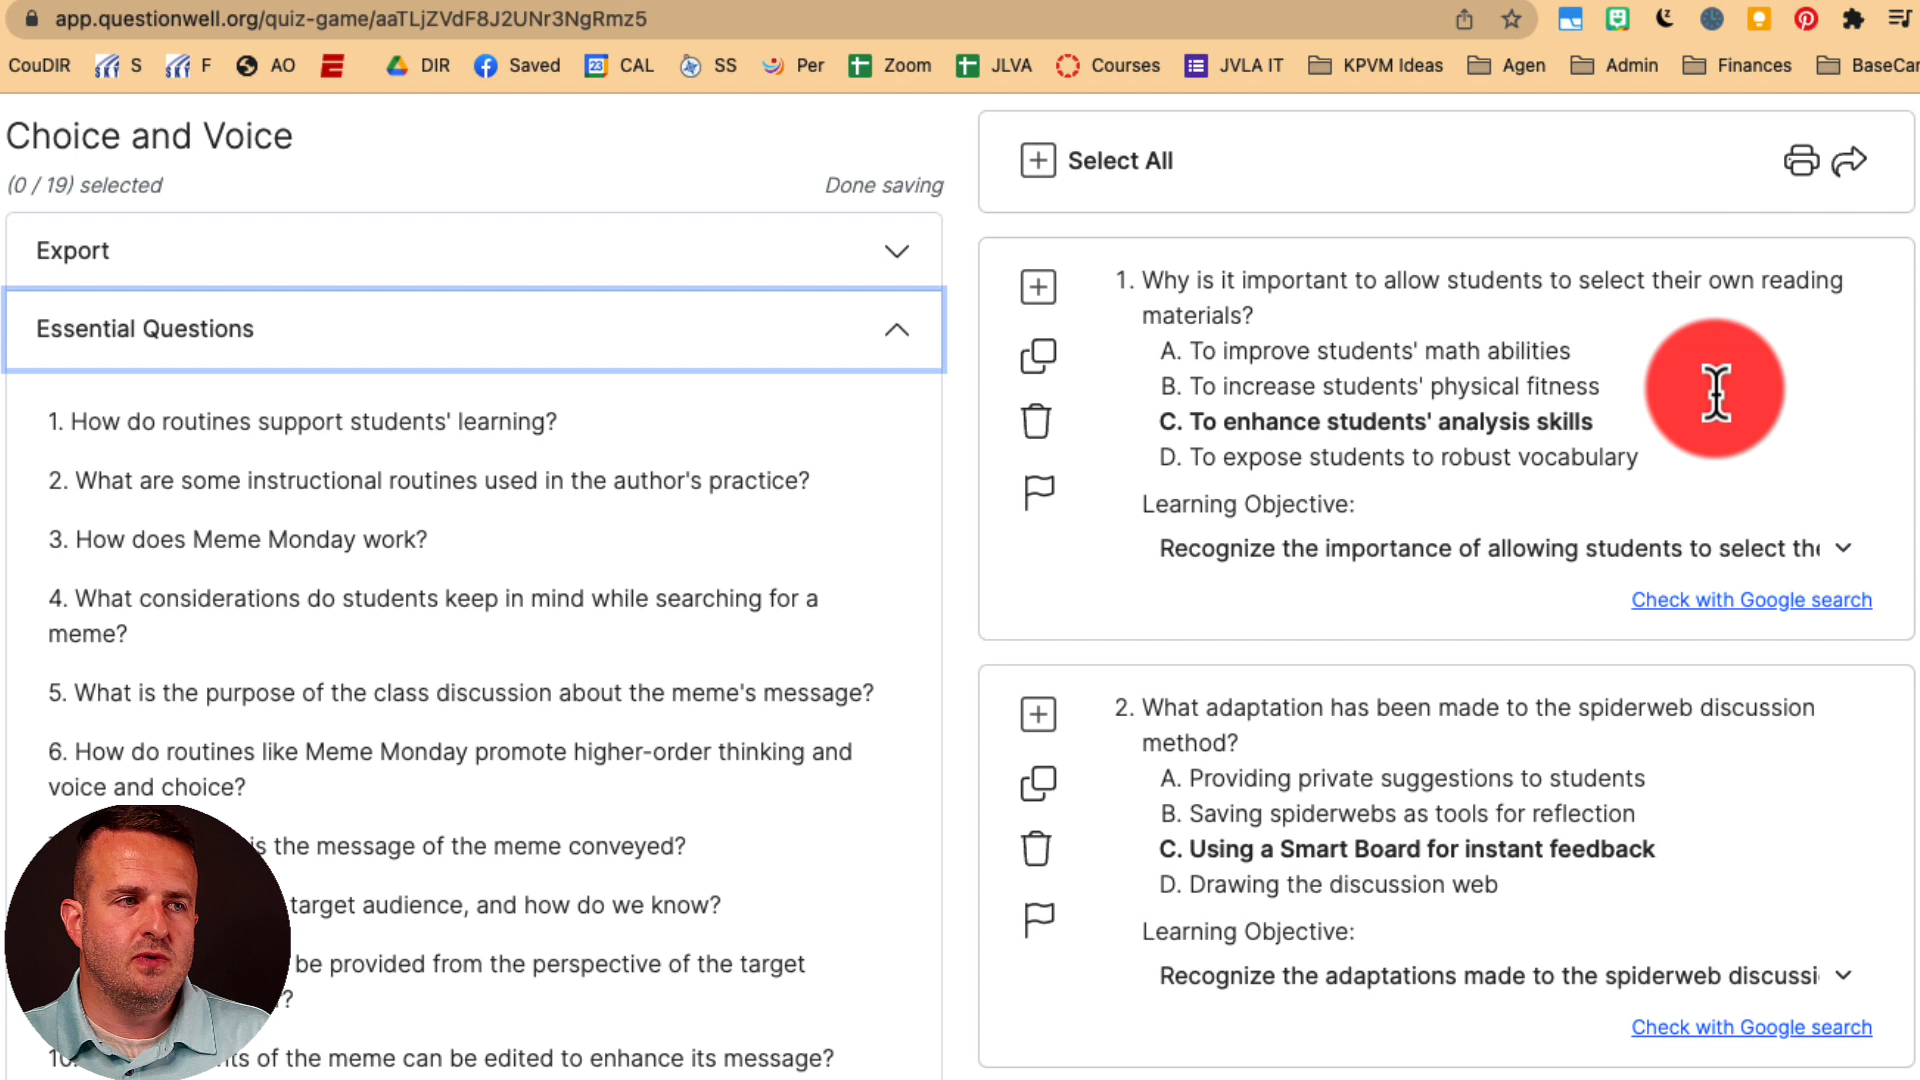 app.questionwell.org/quiz-game/aaTLjZVdF8J2UNr3NgRmz5
CouDIR S F AO DIR Saved 23 CAL SS Per Zoom JLVA Courses JVLA IT KPVM Ideas Agen Admin Finances BaseCar
Choice and Voice
(0 / 19) selected Done saving
Export
Essential Questions
1. How do routines support students' learning?
2. What are some instructional routines used in the author's practice?
3. How does Meme Monday work?
4. What considerations do students keep in mind while searching for a
meme?
5. What is the purpose of the class discussion about the meme's message?
6. How do routines like Meme Monday promote higher-order thinking and
voice and choice?
is the message of the meme conveyed?
target audience, and how do we know?
be provided from the perspective of the target
?
of the meme can be edited to enhance its message?
Select All
1. Why is it important to allow students to select their own reading
materials?
A. To improve students' math abilities
B. To increase students' physical fitness
C. To enhance students' analysis skills
D. To expose students to robust vocabulary
Learning Objective:
Recognize the importance of allowing students to select the
Check with Google search
2. What adaptation has been made to the spiderweb discussion
method?
A. Providing private suggestions to students
B. Saving spiderwebs as tools for reflection
C. Using a Smart Board for instant feedback
D. Drawing the discussion web
Learning Objective:
Recognize the adaptations made to the spiderweb discussi
Check with Google search